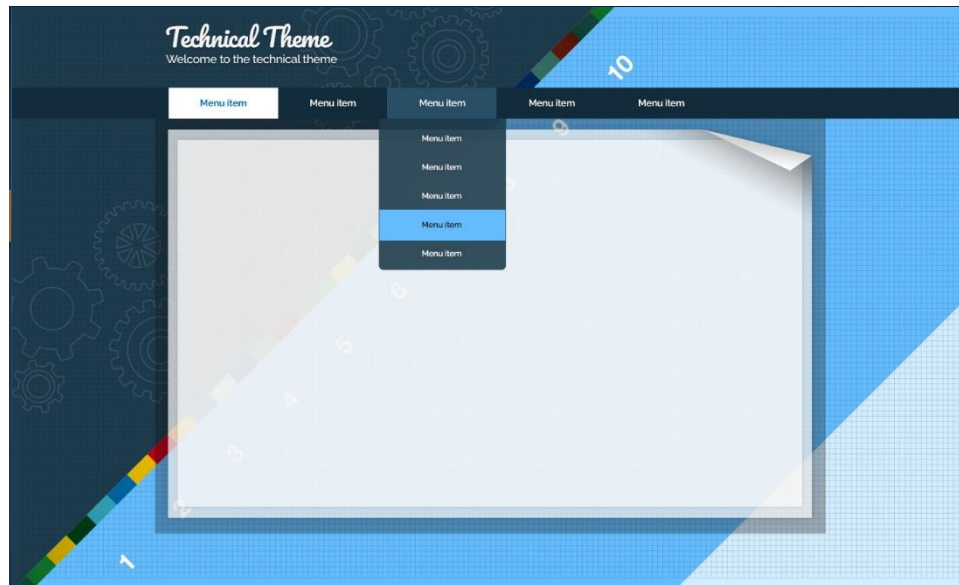 Technical Theme
Welcome to the technical theme
10
Menu item Menu item Menu item Menu item Menu item
9
Menu item
Menu item
Menu item
Menu item
Menu item
6
5
4
3
2
1